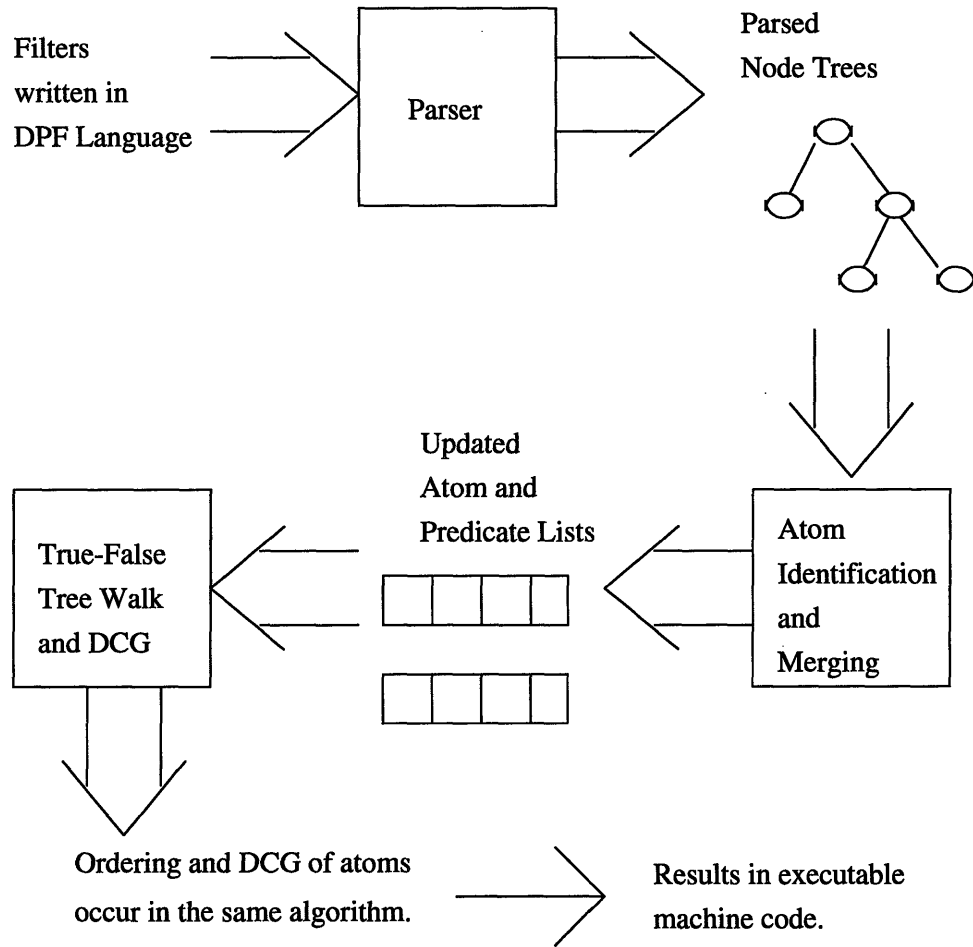 Filters
written in
DPF Language
Parser
Parsed
Node Trees
Updated
Atom and
Predicate Lists
True-False
Tree Walk
and DCG
Atom
Identification
and
Merging
Ordering and DCG of atoms
occur in the same algorithm.
Results in executable
machine code.